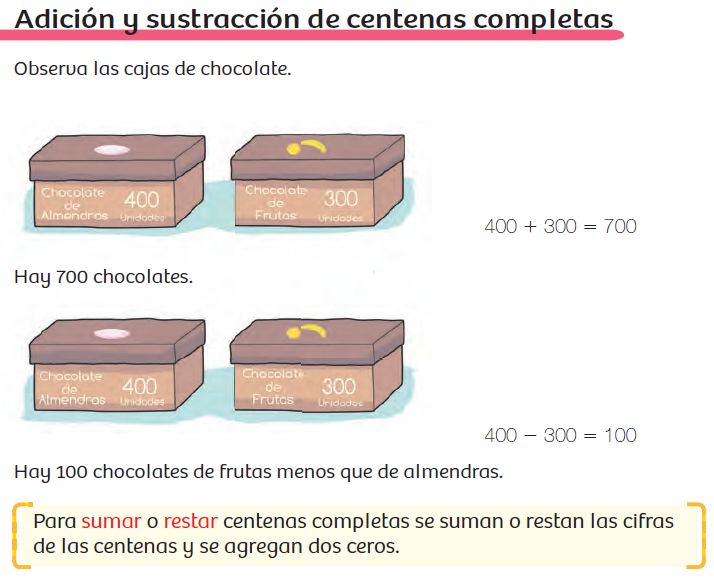 Adición y sustracción de centenas completas
Observa las cajas de chocolate.
Chocolate
de
Almendras
400
Unidades
Chocolate
de
Frutas
300
Unidades
400 + 300 = 700
Hay 700 chocolates.
Chocolate
de
Almendras
400
Unidades
Chocolate
de
Frutas
300
Unidades
400 − 300 = 100
Hay 100 chocolates de frutas menos que de almendras.
Para sumar o restar centenas completas se suman o restan las cifras
de las centenas y se agregan dos ceros.